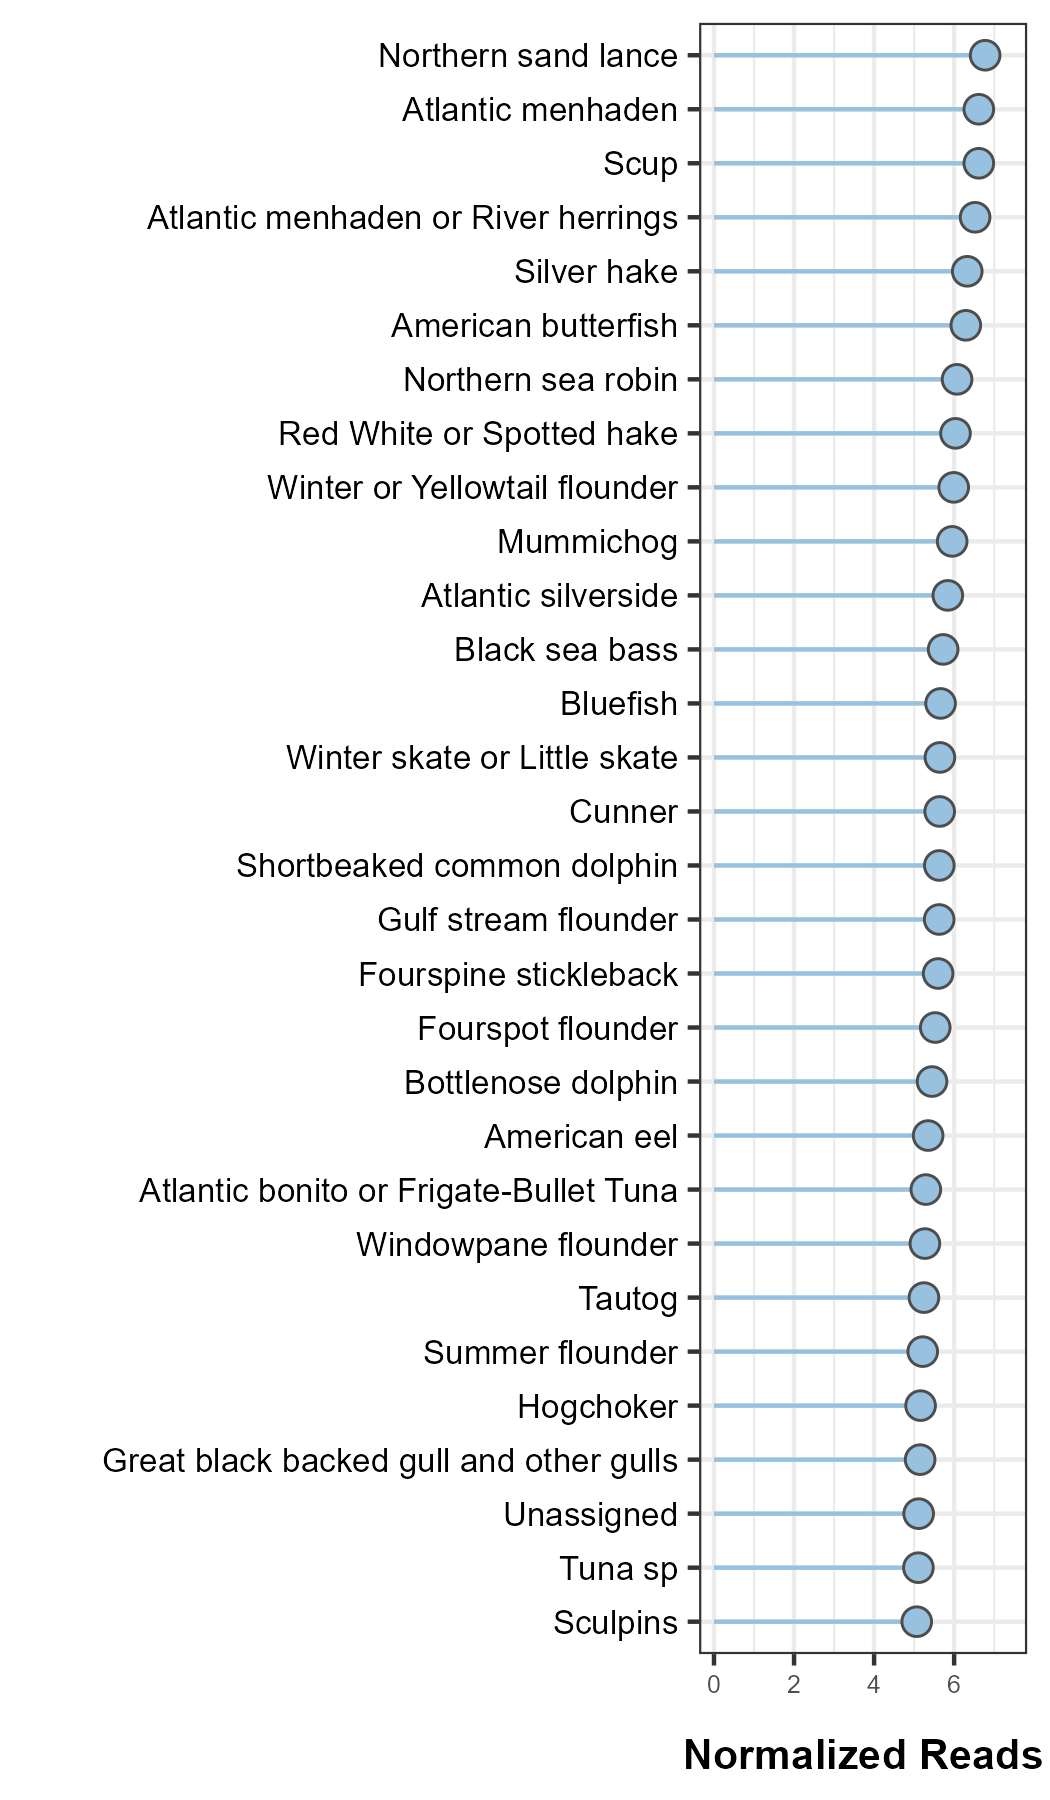 Northern sand lance
Atlantic menhaden
Scup
Atlantic menhaden or River herrings
Silver hake
American butterfish
Northern sea robin
Red White or Spotted hake
Winter or Yellowtail flounder
Mummichog
Atlantic silverside
Black sea bass
Bluefish
Winter skate or Little skate
Cunner
Shortbeaked common dolphin
Gulf stream flounder
Fourspine stickleback
Fourspot flounder
Bottlenose dolphin
American eel
Atlantic bonito or Frigate-Bullet Tuna
Windowpane flounder
Tautog
Summer flounder
Hogchoker
Great black backed gull and other gulls
Unassigned
Tuna sp
Sculpins
0 2 4 6
Normalized Reads